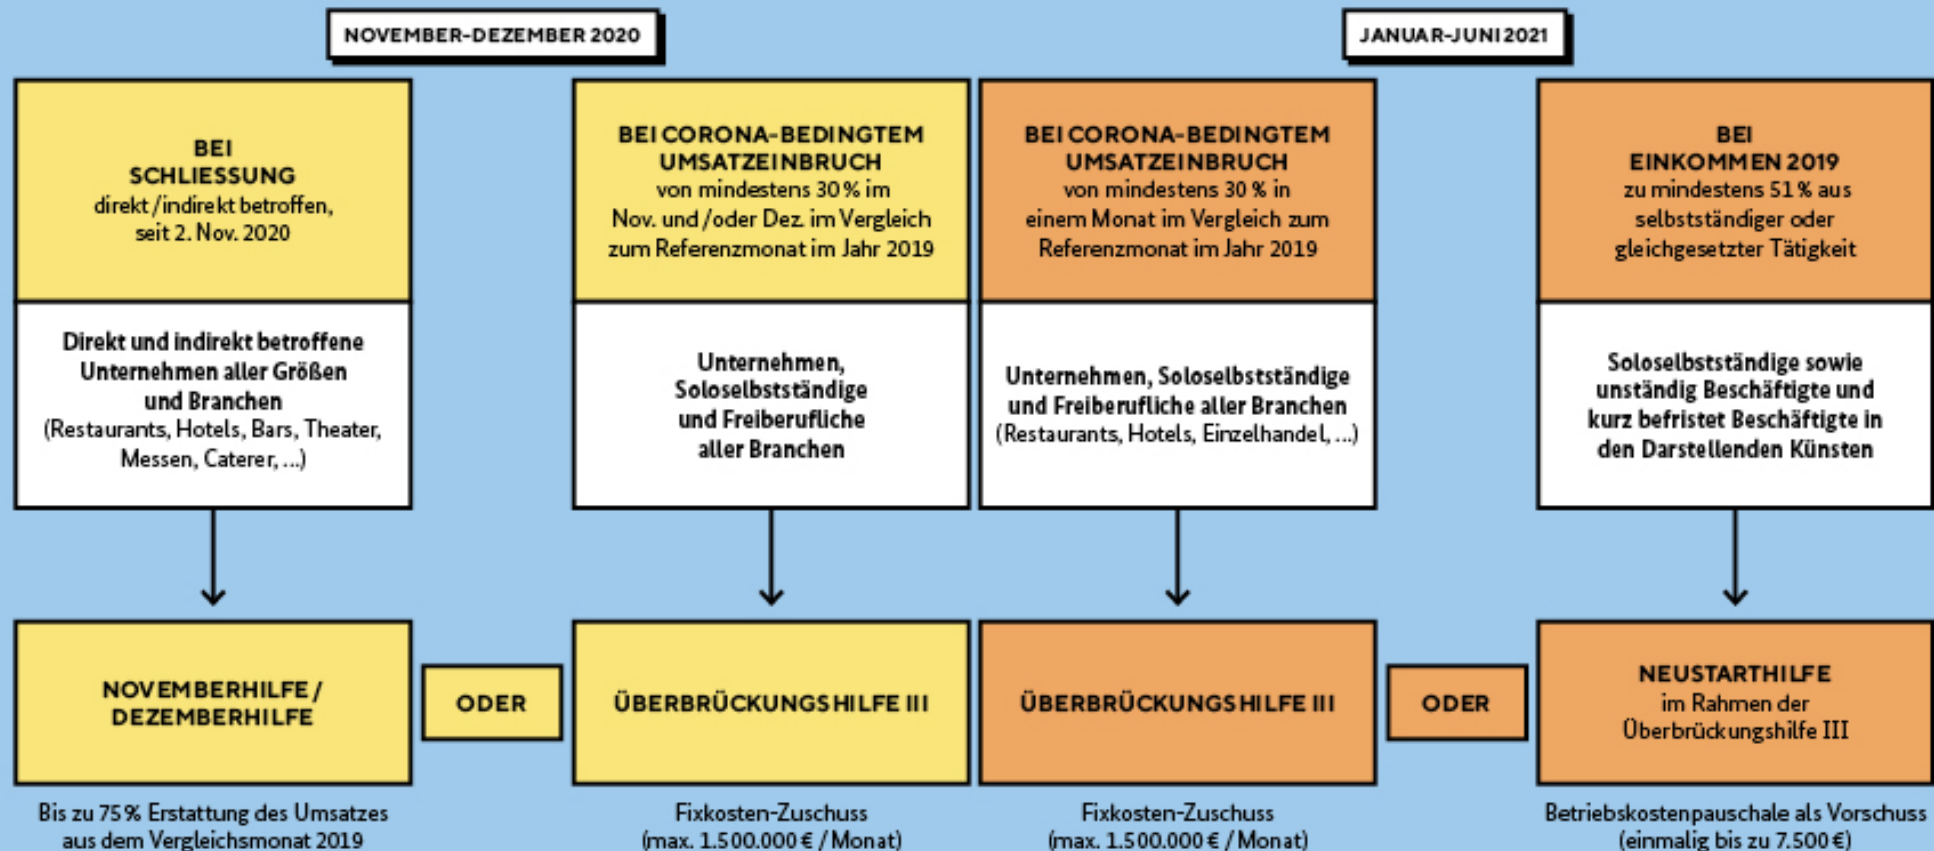 NOVEMBER-DEZEMBER 2020
JANUAR-JUNI 2021
BEI
SCHLIESSUNG
direkt/indirekt betroffen,
seit 2. Nov. 2020
Direkt und indirekt betroffene
Unternehmen aller Größen
und Branchen
(Restaurants, Hotels, Bars, Theater,
Messen, Caterer, ...)
NOVEMBERHILFE/
DEZEMBERHILFE
Bis zu 75% Erstattung des Umsatzes
aus dem Vergleichsmonat 2019
ODER
BEI CORONA-BEDINGTEM
UMSATZEINBRUCH
von mindestens 30% im
Nov. und/oder Dez. im Vergleich
zum Referenzmonat im Jahr 2019
Unternehmen,
Soloselbstständige
und Freiberufliche
aller Branchen
ÜBERBRÜCKUNGSHILFE III
Fixkosten-Zuschuss
(max. 1.500.000 € / Monat)
BEI CORONA-BEDINGTEM
UMSATZEINBRUCH
von mindestens 30% in
einem Monat im Vergleich zum
Referenzmonat im Jahr 2019
Unternehmen, Soloselbstständige
und Freiberufliche aller Branchen
(Restaurants, Hotels, Einzelhandel, ...)
ÜBERBRÜCKUNGSHILFE III
Fixkosten-Zuschuss
(max. 1.500.000 € / Monat)
ODER
BEI
EINKOMMEN 2019
zu mindestens 51% aus
selbstständiger oder
gleichgesetzter Tätigkeit
Soloselbstständige sowie
unständig Beschäftigte und
kurz befristet Beschäftigte in
den Darstellenden Künsten
NEUSTARTHILFE
im Rahmen der
Überbrückungshilfe III
Betriebskostenpauschale als Vorschuss
(einmalig bis zu 7.500 €)